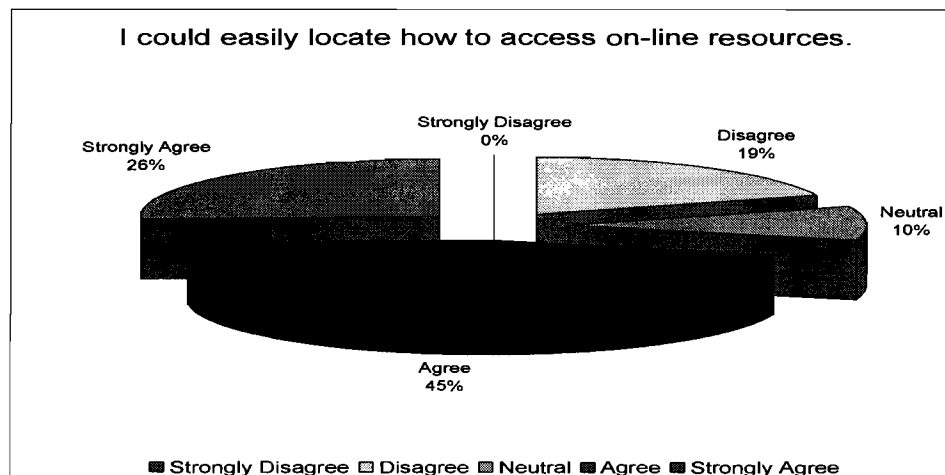 I could easily locate how to access on-line resources.
Strongly Disagree
0%
Strongly Agree
26%
Disagree
19%
Neutral
10%
Agree
45%
Strongly Disagree Disagree Neutral Agree Strongly Agree